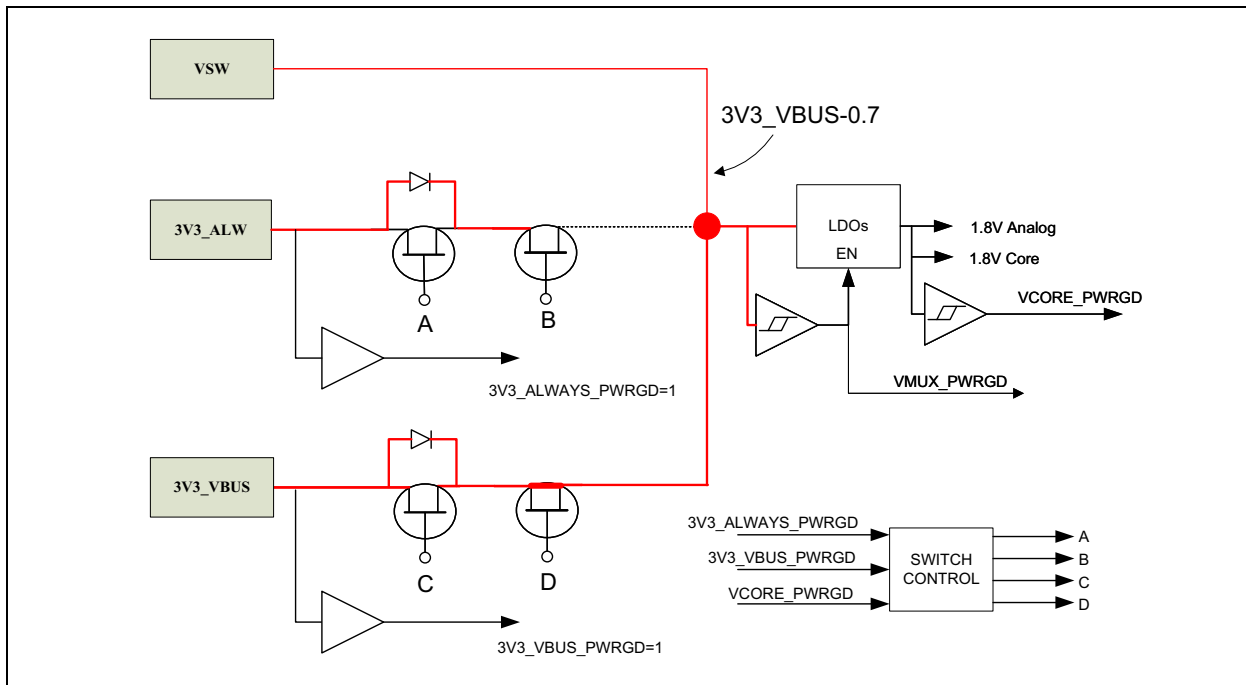 VSW
3V3_VBUS-0.7
3V3_ALW
A
B
LDOs
EN
1.8V Analog
1.8V Core
VCORE_PWRGD
VMUX_PWRGD
3V3_ALWAYS_PWRGD=1
3V3_VBUS
C
D
3V3_VBUS_PWRGD=1
3V3_ALWAYS_PWRGD
3V3_VBUS_PWRGD
VCORE_PWRGD
SWITCH
CONTROL
A
B
C
D